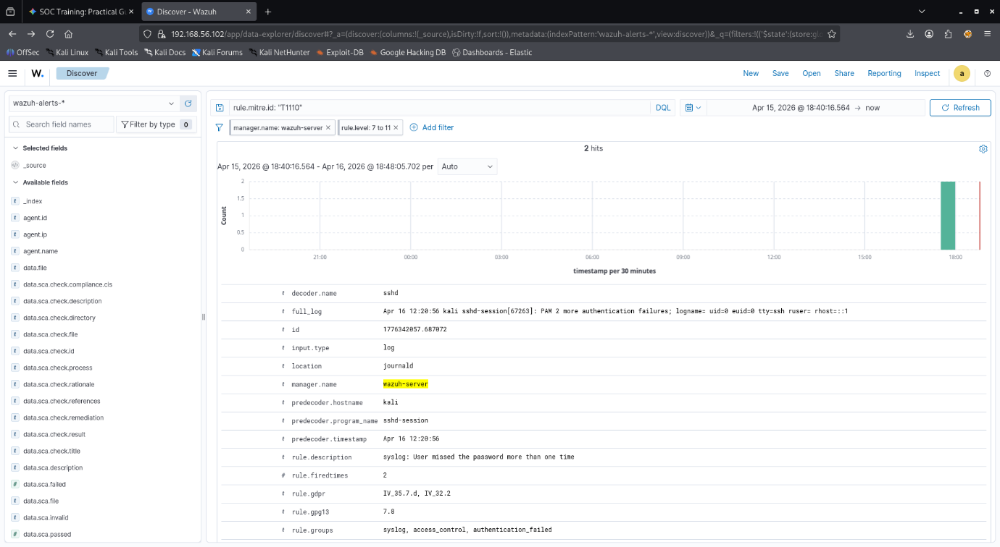 SOC Training: Practical Gu
Discover - Wazuh
192.168.56.102/app/data-explorer/discover#?_a=(discover:(columns:!(_source),isDirty:!f,sort:!()),metadata:(indexPattern:'wazuh-alerts-*',view:discover))&_q=(filters:!(('$state':(store:gl
OffSec Kali Linux Kali Tools Kali Docs Kali Forums Kali NetHunter Exploit-DB Google Hacking DB Dashboards - Elastic
W. Discover New Save Open Share Reporting Inspect a
wazuh-alerts-*
rule.mitre.id: "T1110" DQL Apr 15, 2026 @ 18:40:16.564 → now Refresh
Search field names Filter by type 0
manager.name: wazuh-server rule.level: 7 to 11 Add filter
Selected fields
_source
Available fields
_index
agent.id
agent.ip
agent.name
data.file
data.sca.check.compliance.cis
data.sca.check.description
data.sca.check.directory
data.sca.check.file
data.sca.check.id
data.sca.check.process
data.sca.check.rationale
data.sca.check.references
data.sca.check.remediation
data.sca.check.result
data.sca.check.title
data.sca.description
data.sca.failed
data.sca.file
data.sca.invalid
data.sca.passed
2 hits
Apr 15, 2026 @ 18:40:16.564 - Apr 16, 2026 @ 18:48:05.702 per Auto
Count
2
1.5
1
0.5
0
21:00 00:00 03:00 06:00 09:00 12:00 15:00 18:00
timestamp per 30 minutes
t decoder.name sshd
t full_log Apr 16 12:20:56 kali sshd-session[67263]: PAM 2 more authentication failures; logname= uid=0 euid=0 tty=ssh ruser= rhost=::1
t id 1776342057.687072
t input.type log
t location journald
t manager.name wazuh-server
t predecoder.hostname kali
t predecoder.program_name sshd-session
t predecoder.timestamp Apr 16 12:20:56
t rule.description syslog: User missed the password more than one time
# rule.firedtimes 2
t rule.gdpr IV_35.7.d, IV_32.2
t rule.gpg13 7.8
t rule.groups syslog, access_control, authentication_failed